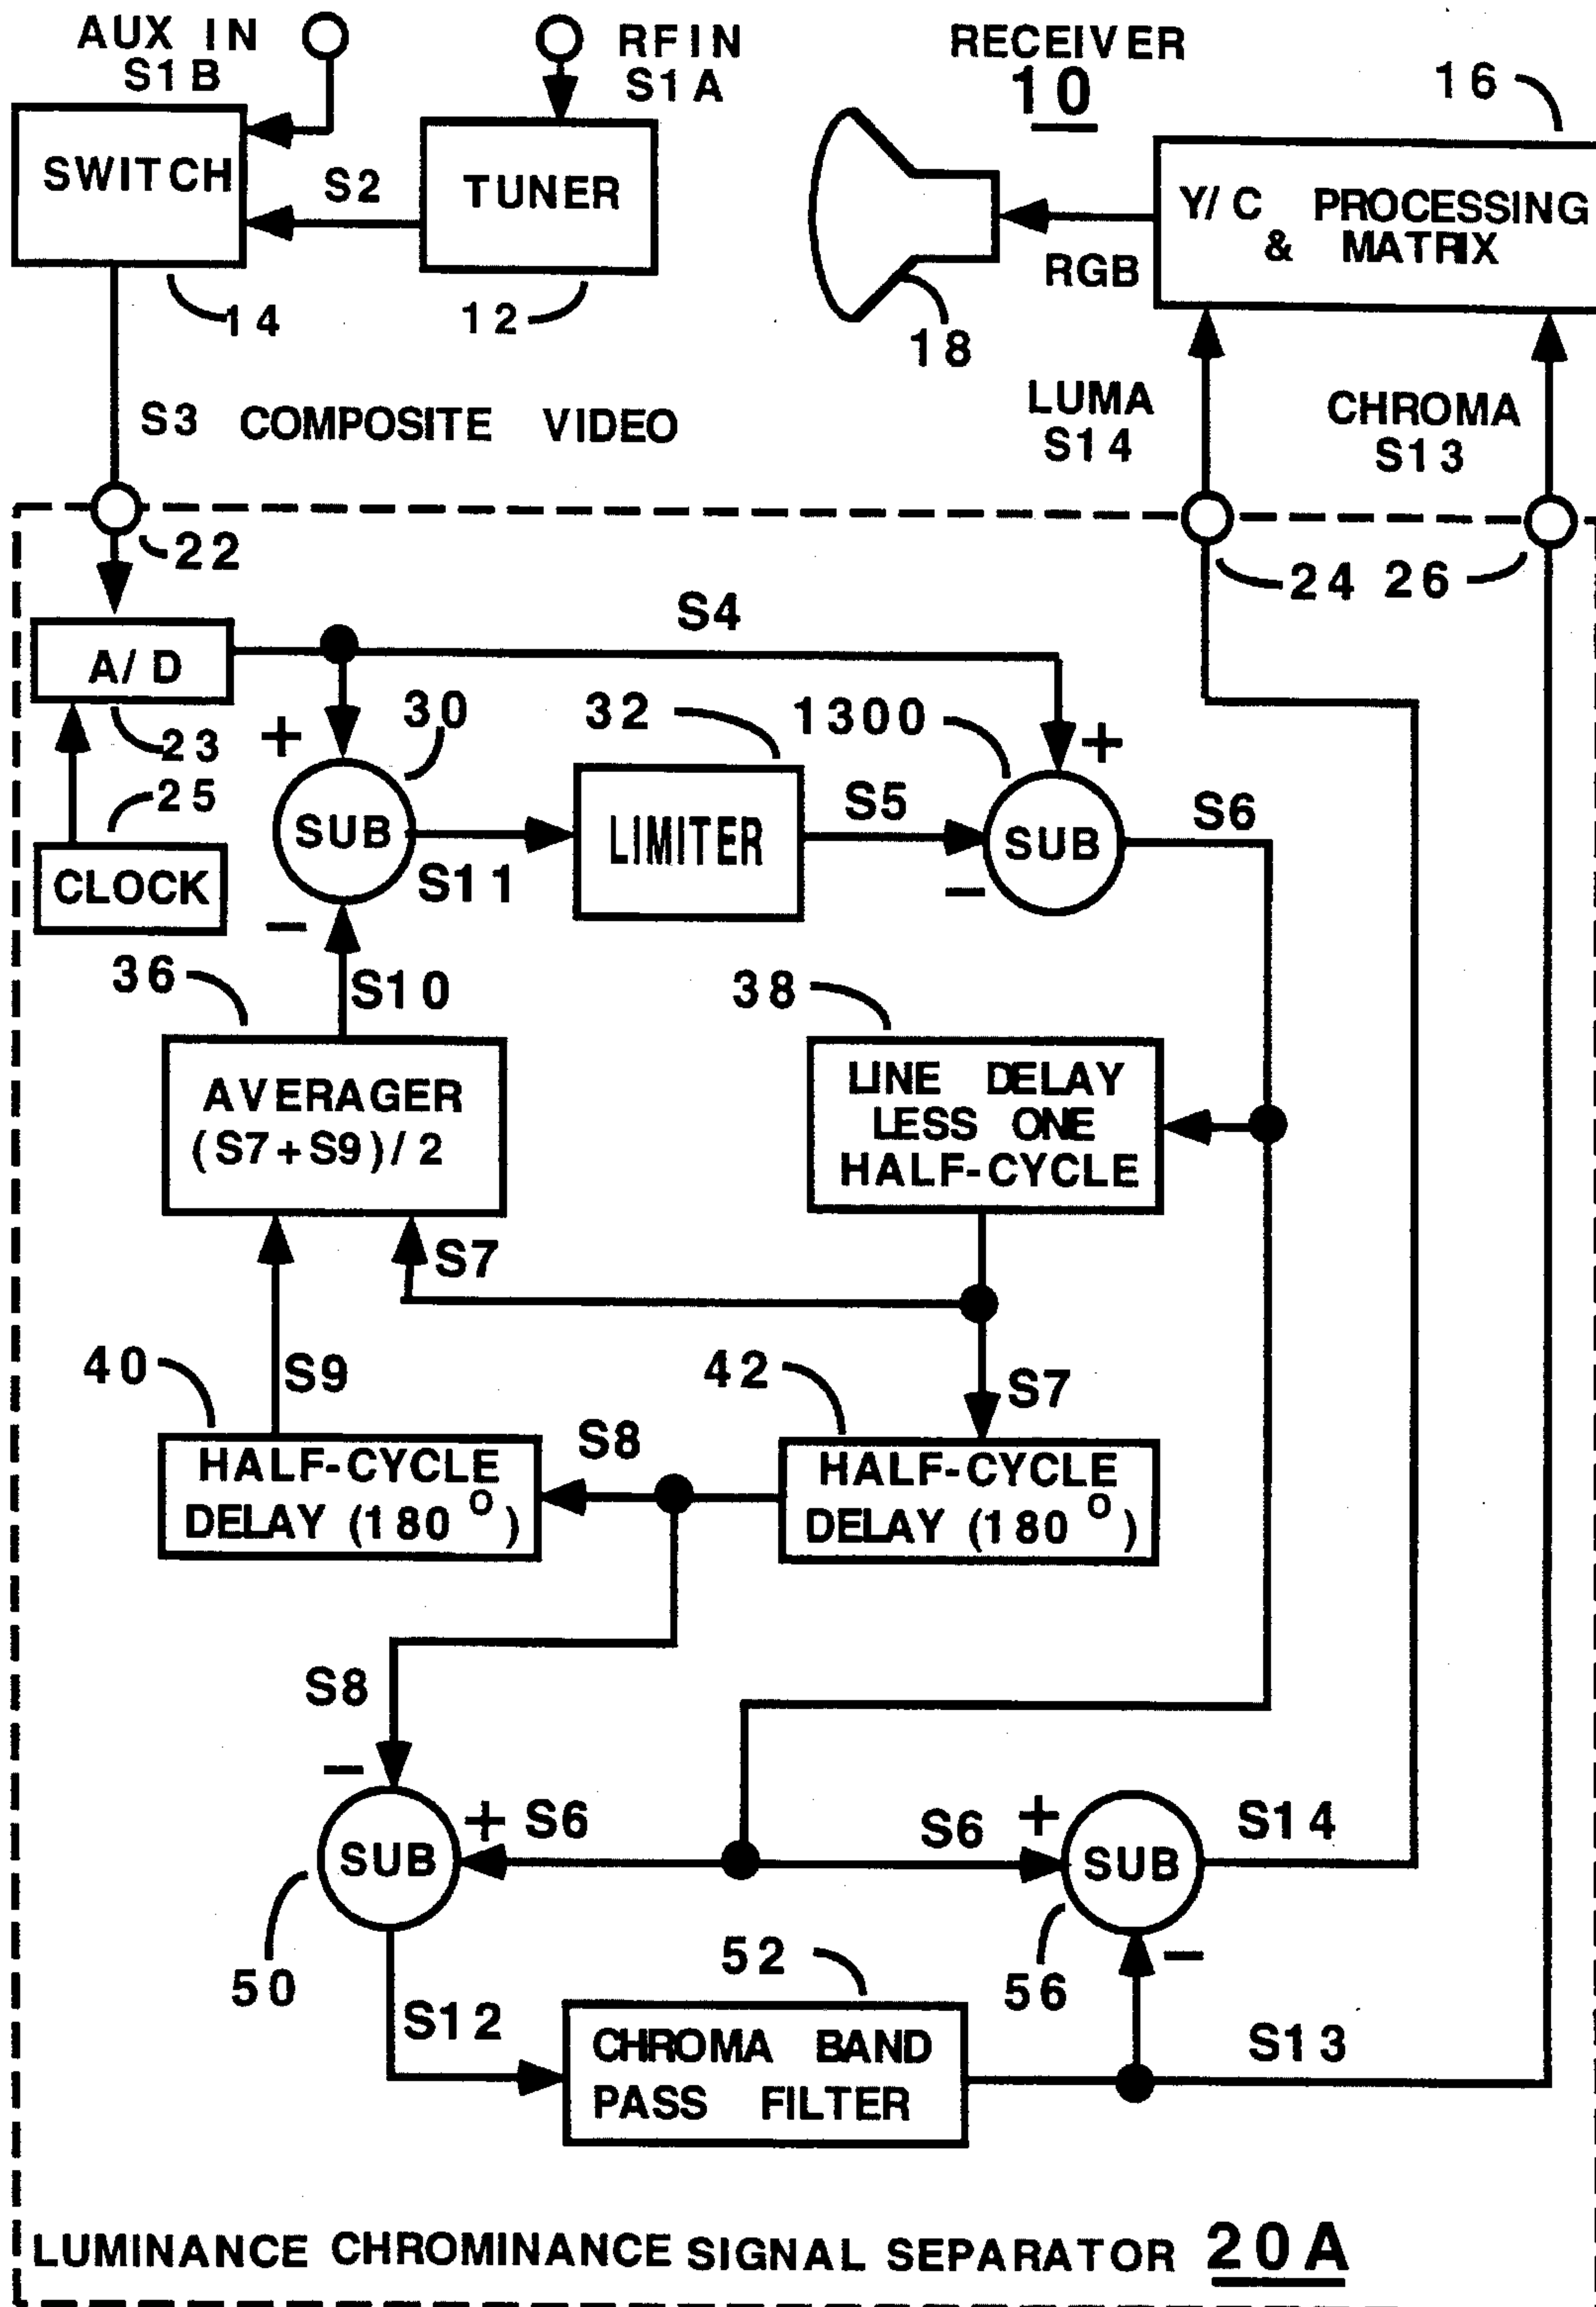 AUX IN
S1B
RFIN
S1A
RECEIVER
10
16
SWITCH
S2
TUNER
Y/C PROCESSING
& MATRIX
RGB
14
12
18
S3 COMPOSITE VIDEO
LUMA
S14
CHROMA
S13
22
24
26
S4
A/D
23
+
30
32
1300
+
25
CLOCK
SUB
S11
LIMITER
S5
SUB
S6
−
−
36
S10
38
AVERAGER
(S7+S9)/2
LINE DELAY
LESS ONE
HALF-CYCLE
S7
40
S9
42
S7
HALF-CYCLE
DELAY (180°)
S8
HALF-CYCLE
DELAY (180°)
S8
−
SUB
+ S6
S6 +
SUB
S14
50
−
56
52
S12
CHROMA BAND
PASS FILTER
S13
LUMINANCE CHROMINANCE SIGNAL SEPARATOR 20A